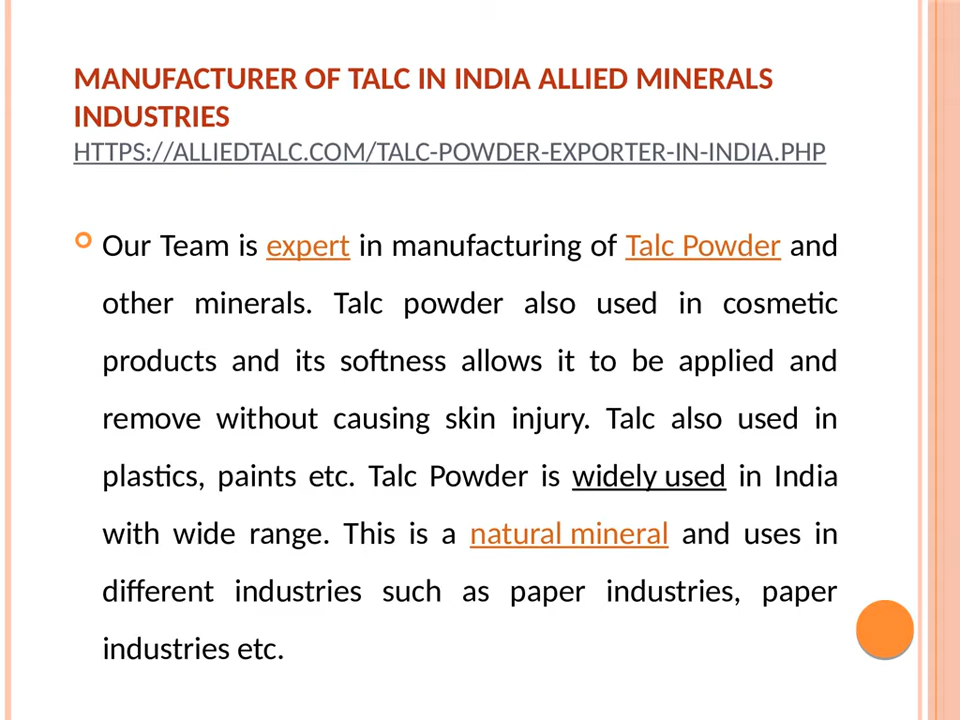 MANUFACTURER OF TALC IN INDIA ALLIED MINERALS
INDUSTRIES
HTTPS://ALLIEDTALC.COM/TALC-POWDER-EXPORTER-IN-INDIA.PHP
Our Team is expert in manufacturing of Talc Powder and
other minerals. Talc powder also used in cosmetic
products and its softness allows it to be applied and
remove without causing skin injury. Talc also used in
plastics, paints etc. Talc Powder is widely used in India
with wide range. This is a natural mineral and uses in
different industries such as paper industries, paper
industries etc.